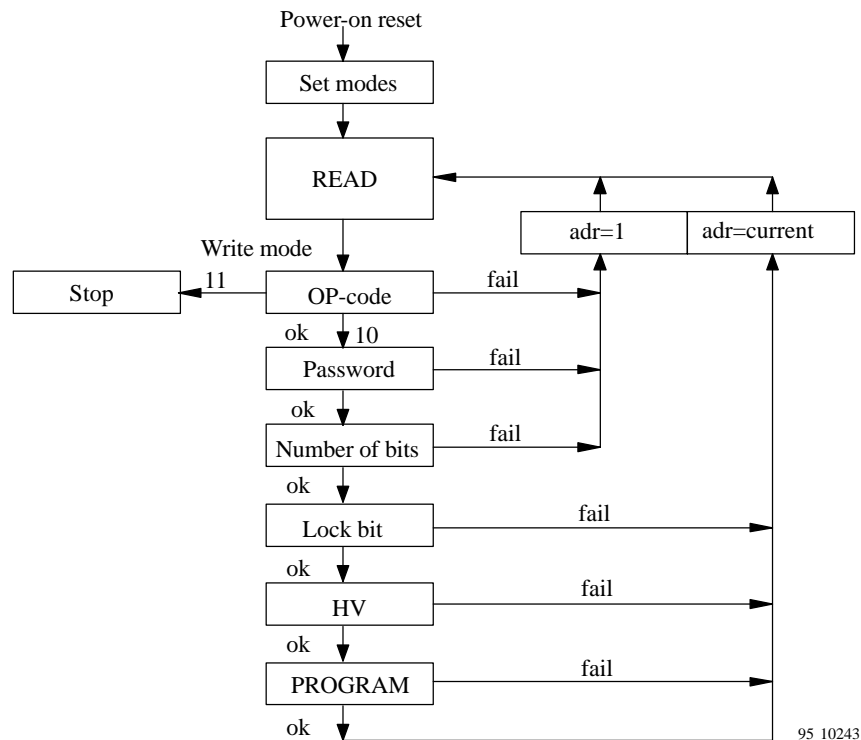 Power-on reset
Set modes
READ
adr=1
adr=current
Write mode
Stop
11
OP-code
fail
ok
10
Password
fail
ok
Number of bits
fail
ok
Lock bit
fail
ok
HV
fail
ok
PROGRAM
fail
ok
95 10243